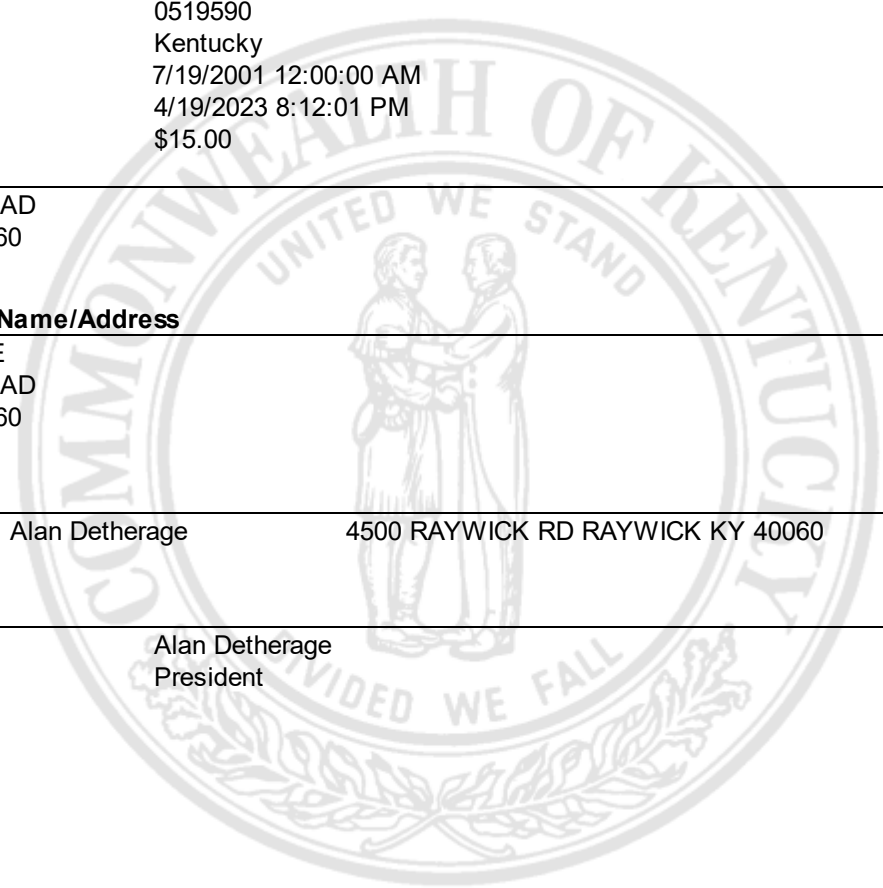 0519590
Kentucky
7/19/2001 12:00:00 AM
4/19/2023 8:12:01 PM
$15.00
AD
60
Name/Address
E
AD
60
Alan Detherage 4500 RAYWICK RD RAYWICK KY 40060
Alan Detherage
President
COMMONWEALTH OF KENTUCKY
UNITED WE STAND
DIVIDED WE FALL